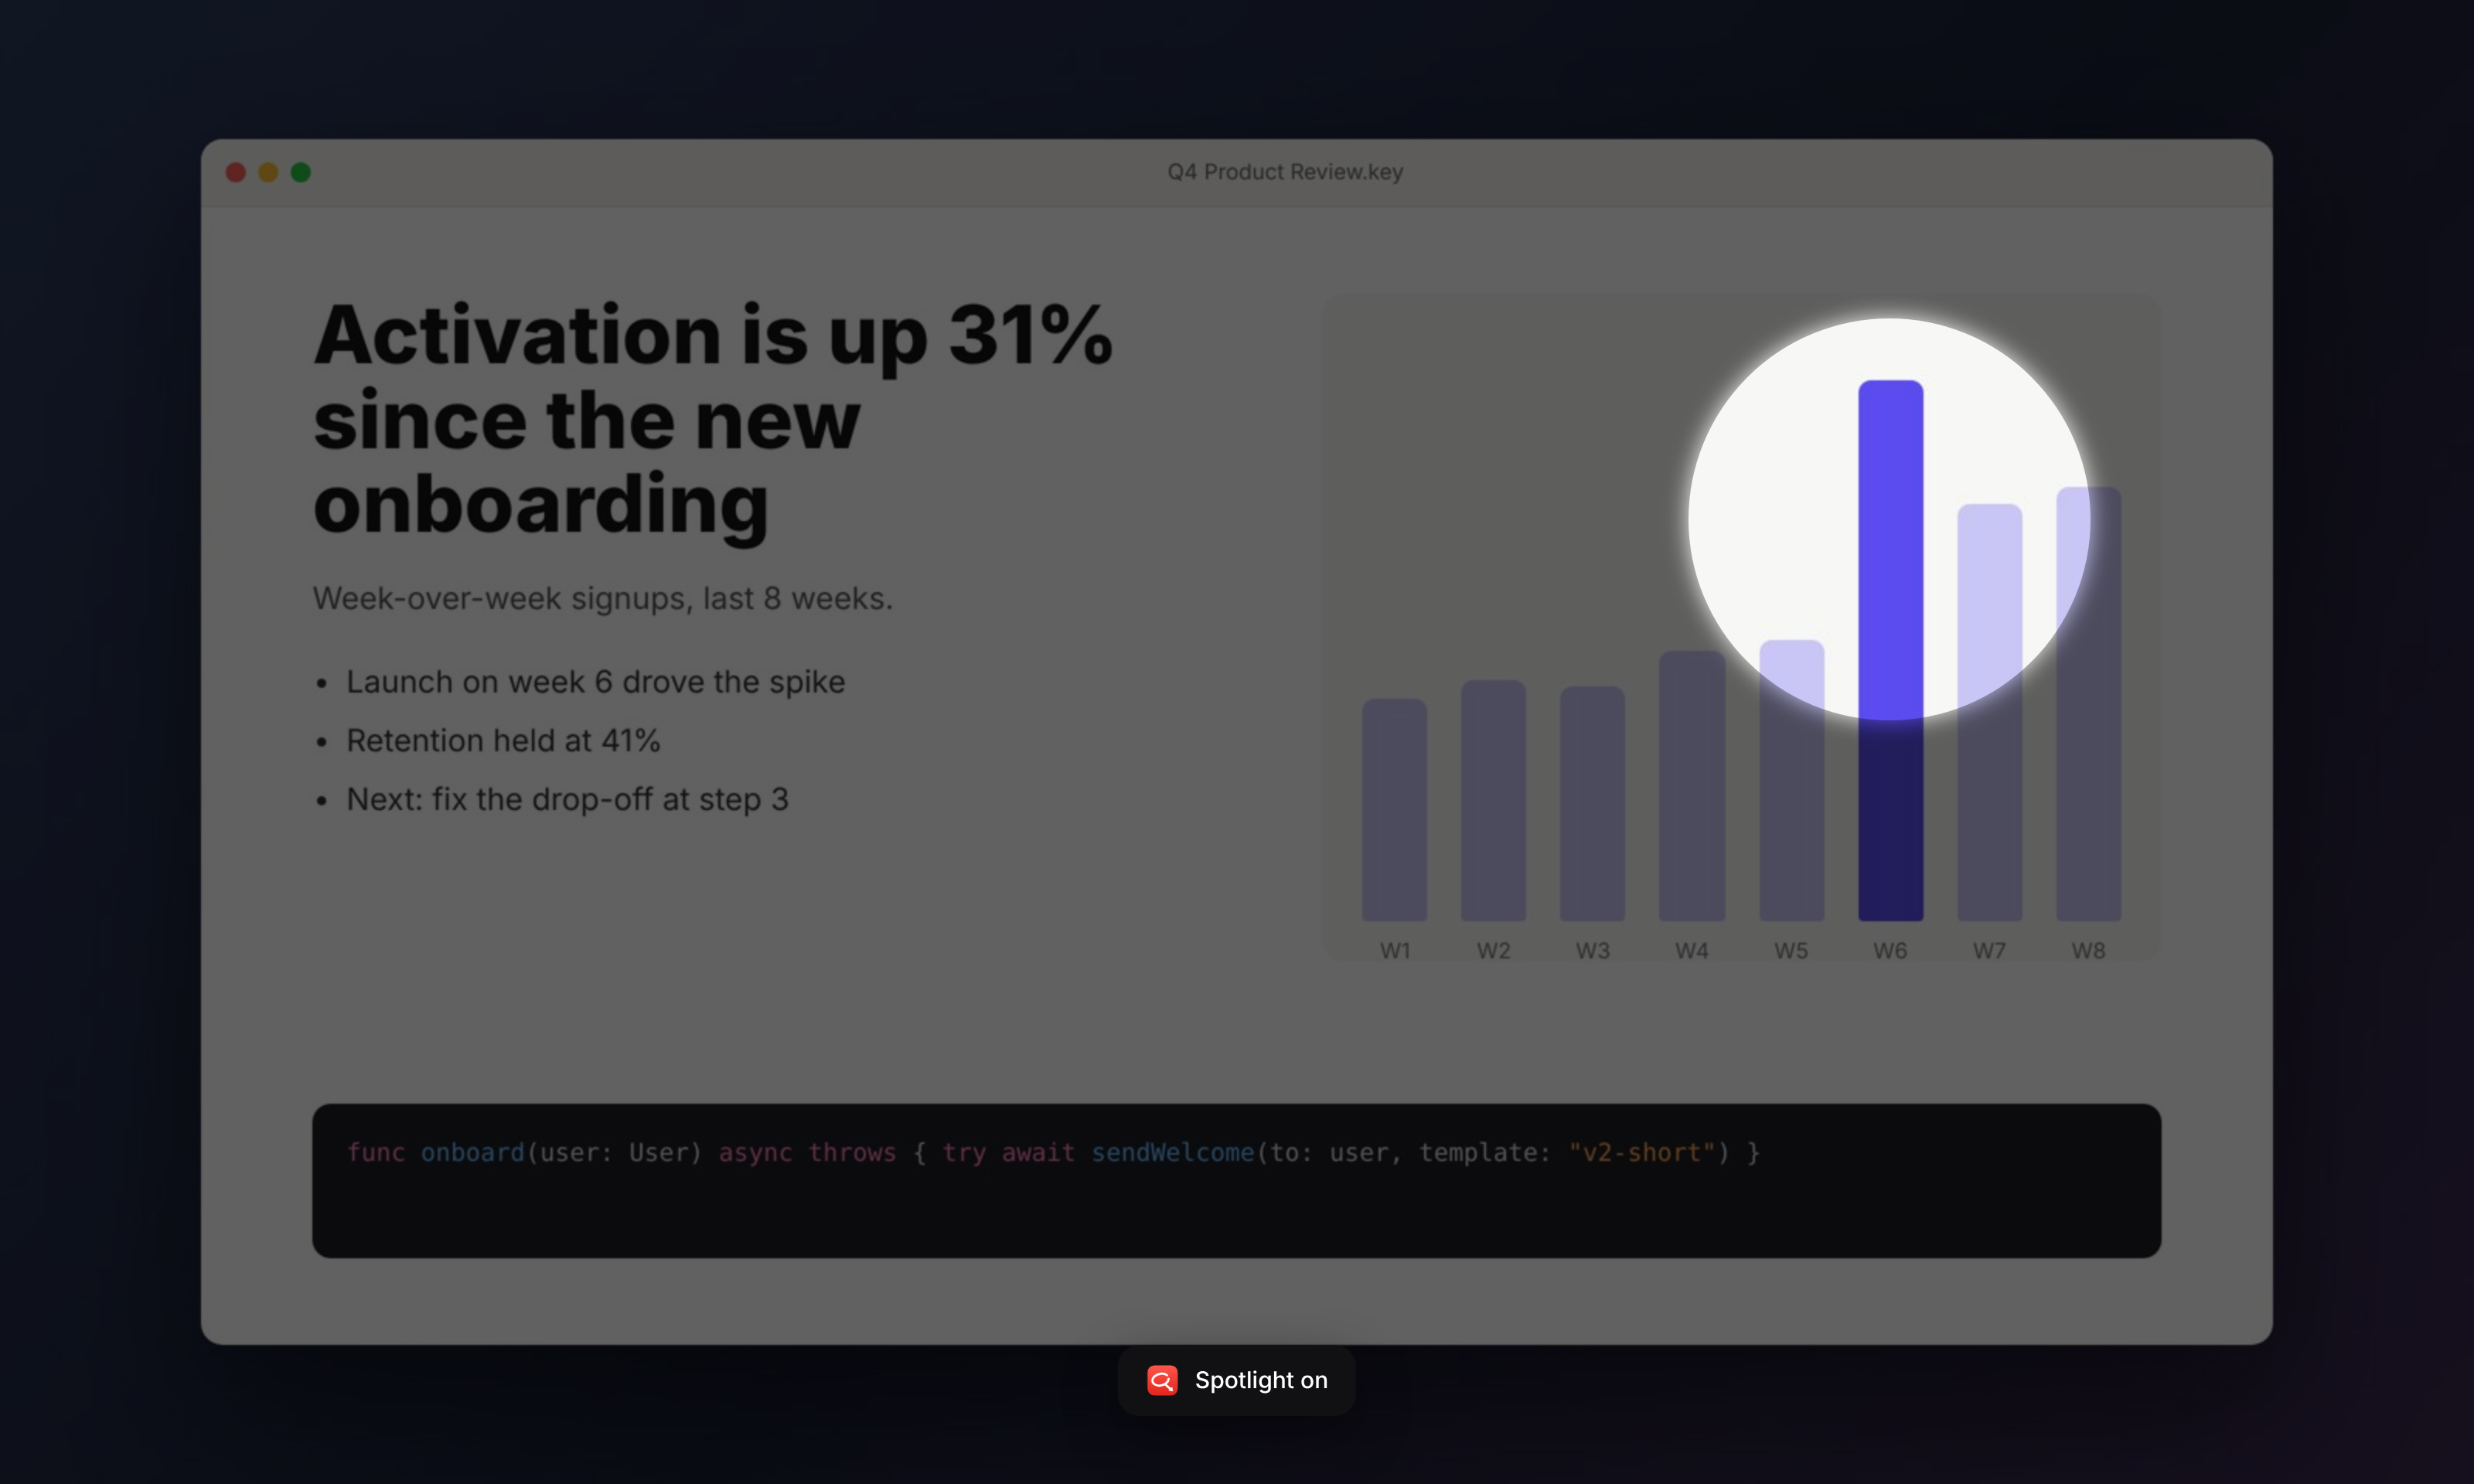 Q4 Product Review.key
Activation is up 31%
since the new
onboarding
Week-over-week signups, last 8 weeks.
• Launch on week 6 drove the spike
• Retention held at 41%
• Next: fix the drop-off at step 3
W1 W2 W3 W4 W5 W6 W7 W8
func onboard(user: User) async throws { try await sendWelcome(to: user, template: "v2-short") }
Spotlight on